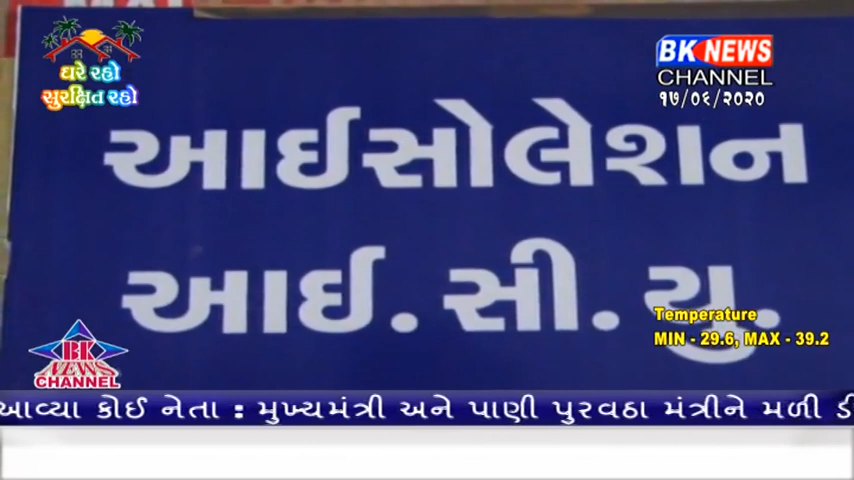 ઘરે રહો
સુરક્ષિત રહો
BK NEWS
CHANNEL
૧૭/૦૬/૨૦૨૦
આઈસોલેશન
આઈ. સી. યુ.
Temperature
MIN - 29.6, MAX - 39.2
BK
NEWS
CHANNEL
આવ્યા કોઈ નેતા : મુખ્યમંત્રી અને પાણી પુરવઠા મંત્રીને મળી